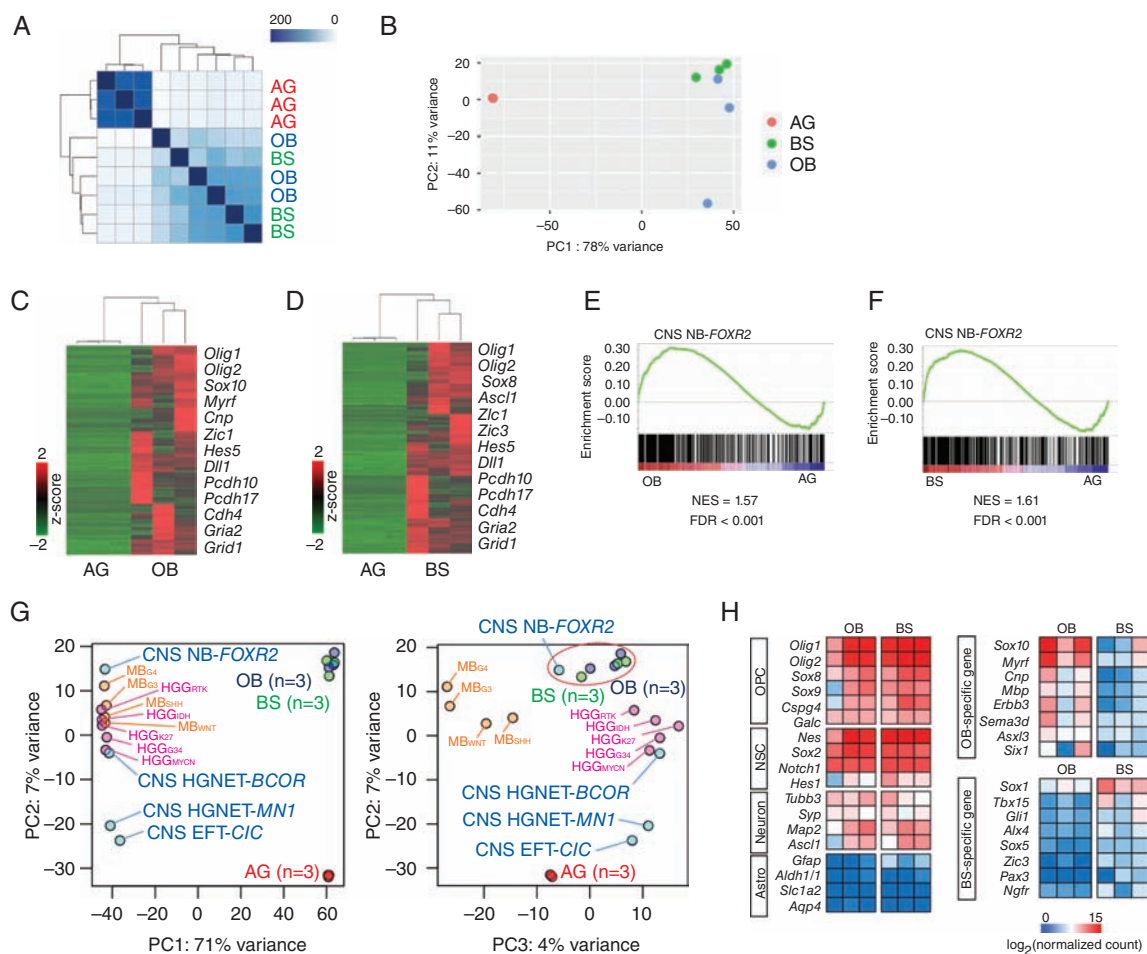 A
200 0
AG
AG
AG
OB
BS
OB
OB
BS
BS
B
20
0
−20
−40
−60
PC2: 11% variance
−50 0 50
PC1 : 78% variance
AG
BS
OB
C
Olig1
Olig2
Sox10
Myrf
Cnp
Zic1
Hes5
Dll1
Pcdh10
Pcdh17
Cdh4
Gria2
Grid1
2
z-score
−2
AG OB
D
Olig1
Olig2
Sox8
Ascl1
Zlc1
Zic3
Hes5
Dll1
Pcdh10
Pcdh17
Cdh4
Gria2
Grid1
2
z-score
−2
AG BS
E
CNS NB-FOXR2
Enrichment score
0.30
0.20
0.10
0.00
−0.10
OB AG
NES = 1.57
FDR < 0.001
F
CNS NB-FOXR2
Enrichment score
0.30
0.20
0.10
0.00
−0.10
BS AG
NES = 1.61
FDR < 0.001
G
20
10
0
−10
−20
−30
PC2: 7% variance
CNS NB-FOXR2
MBG4
MBG3
HGGRTK
MBSHH
HGGIDH
MBWNT
HGGK27
HGGG34
HGGMYCN
OB (n=3)
BS (n=3)
CNS HGNET-BCOR
CNS HGNET-MN1
CNS EFT-CIC
AG (n=3)
−40 −20 0 20 40 60
PC1: 71% variance
20
10
0
−10
−20
−30
PC2: 7% variance
CNS NB-FOXR2
MBG4
MBG3
MBWNT
MBSHH
BS (n=3)
OB (n=3)
HGGRTK
HGGIDH
HGGK27
HGGG34
HGGMYCN
CNS HGNET-BCOR
CNS HGNET-MN1
CNS EFT-CIC
AG (n=3)
−20 −10 0 10
PC3: 4% variance
H
OB BS
OPC
Olig1
Olig2
Sox8
Sox9
Cspg4
Galc
NSC
Nes
Sox2
Notch1
Hes1
Neuron
Tubb3
Syp
Map2
Ascl1
Astro
Gfap
Aldh1/1
Slc1a2
Aqp4
OB BS
OB-specific gene
Sox10
Myrf
Cnp
Mbp
Erbb3
Sema3d
Asxl3
Six1
OB BS
BS-specific gene
Sox1
Tbx15
Gli1
Alx4
Sox5
Zic3
Pax3
Ngfr
0 15
log2(normalized count)